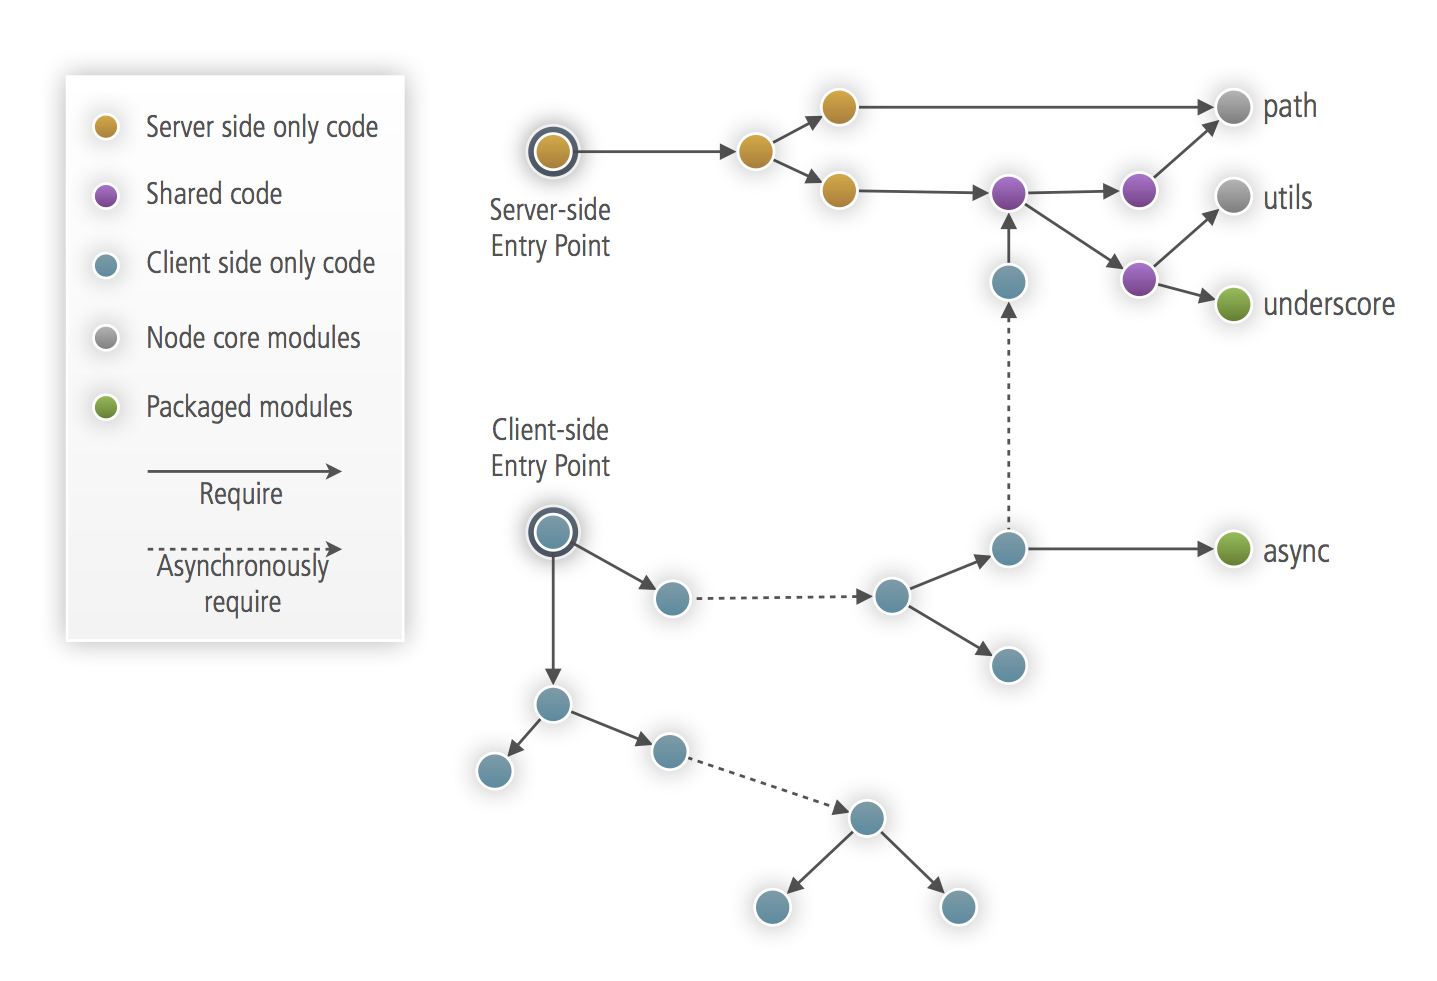 Server side only code
Shared code
Client side only code
Node core modules
Packaged modules
Require
Asynchronously
require
Server-side
Entry Point
path
utils
underscore
Client-side
Entry Point
async